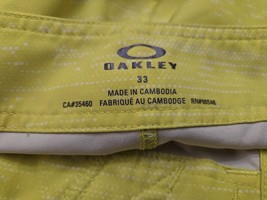 OAKLEY
33
MADE IN CAMBODIA
CA#35460 FABRIQUÉ AU CAMBODGE